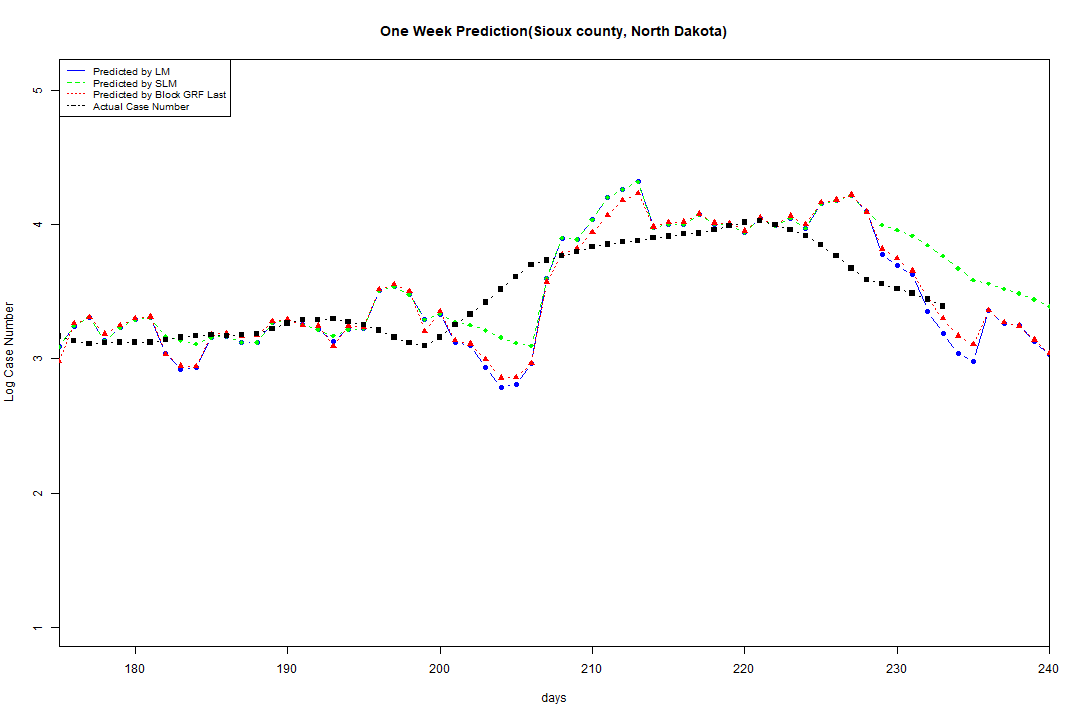 One Week Prediction(Sioux county, North Dakota)
Predicted by LM
Predicted by SLM
Predicted by Block GRF Last
Actual Case Number
5
4
3
2
1
Log Case Number
180 190 200 210 220 230 240
days